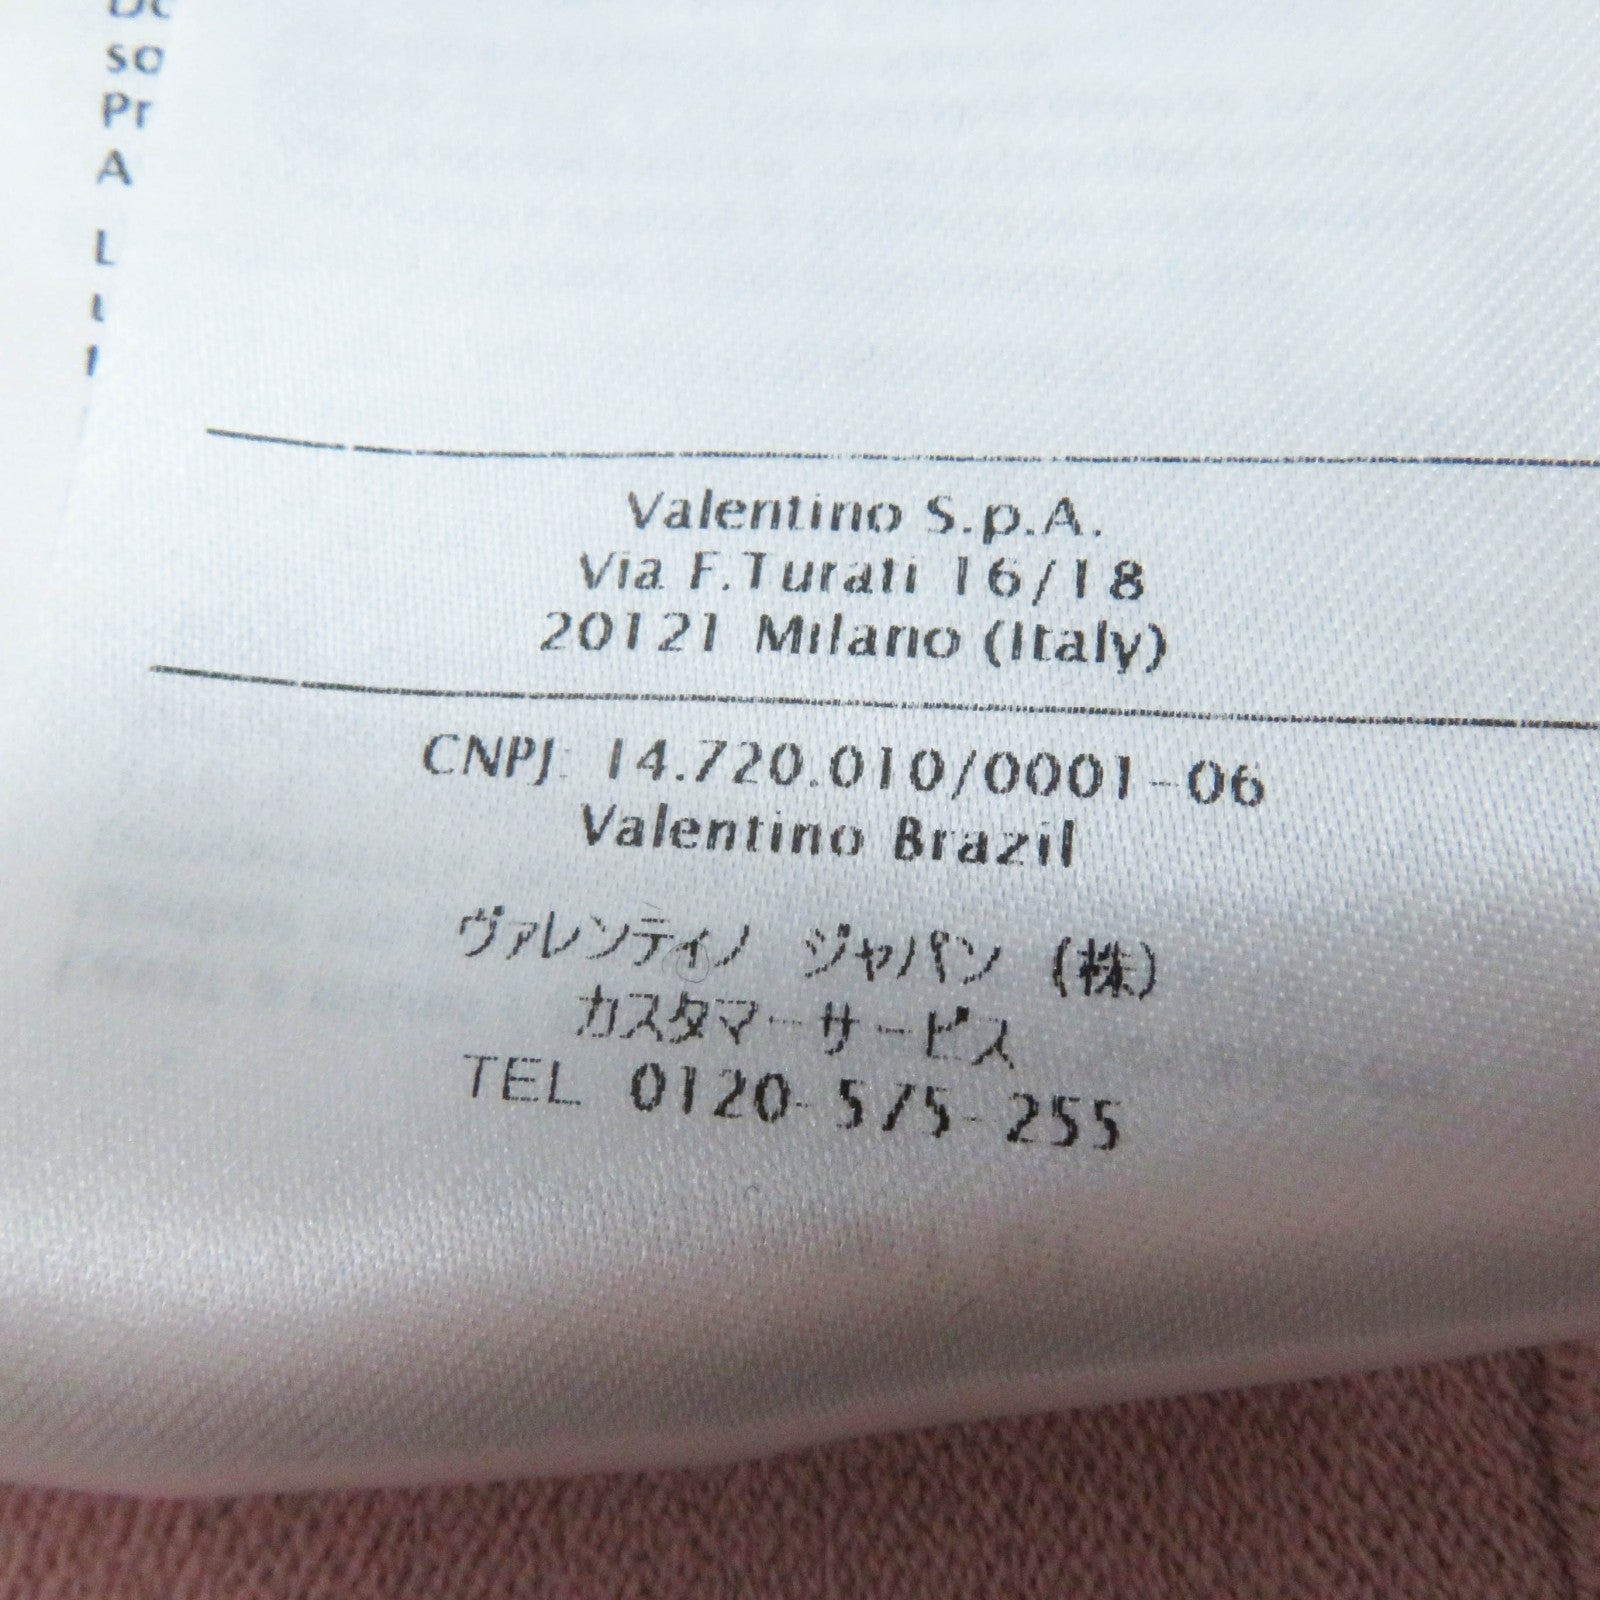 so
Pr
A
L
Valentino S.p.A.
Via F.Turati 16/18
20121 Milano (Italy)
CNPJ: 14.720.010/0001-06
Valentino Brazil
ヴァレンティノ ジャパン (株)
カスタマーサービス
TEL 0120-575-255